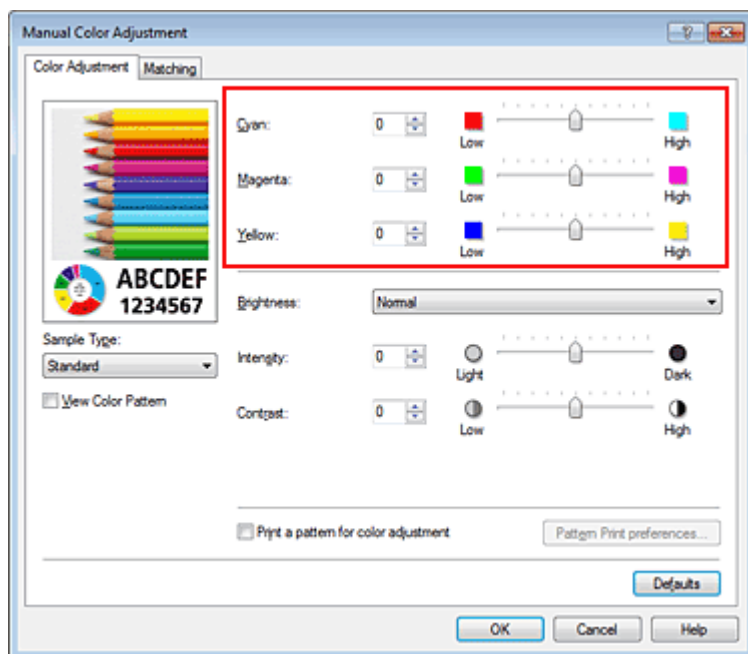 Manual Color Adjustment
Color Adjustment Matching
Cyan: 0 Low High
Magenta: 0 Low High
Yellow: 0 Low High
ABCDEF
1234567
Brightness: Normal
Sample Type:
Standard
Intensity: 0 Light Dark
View Color Pattern
Contrast: 0 Low High
Print a pattern for color adjustment Pattern Print preferences...
Defaults
OK Cancel Help